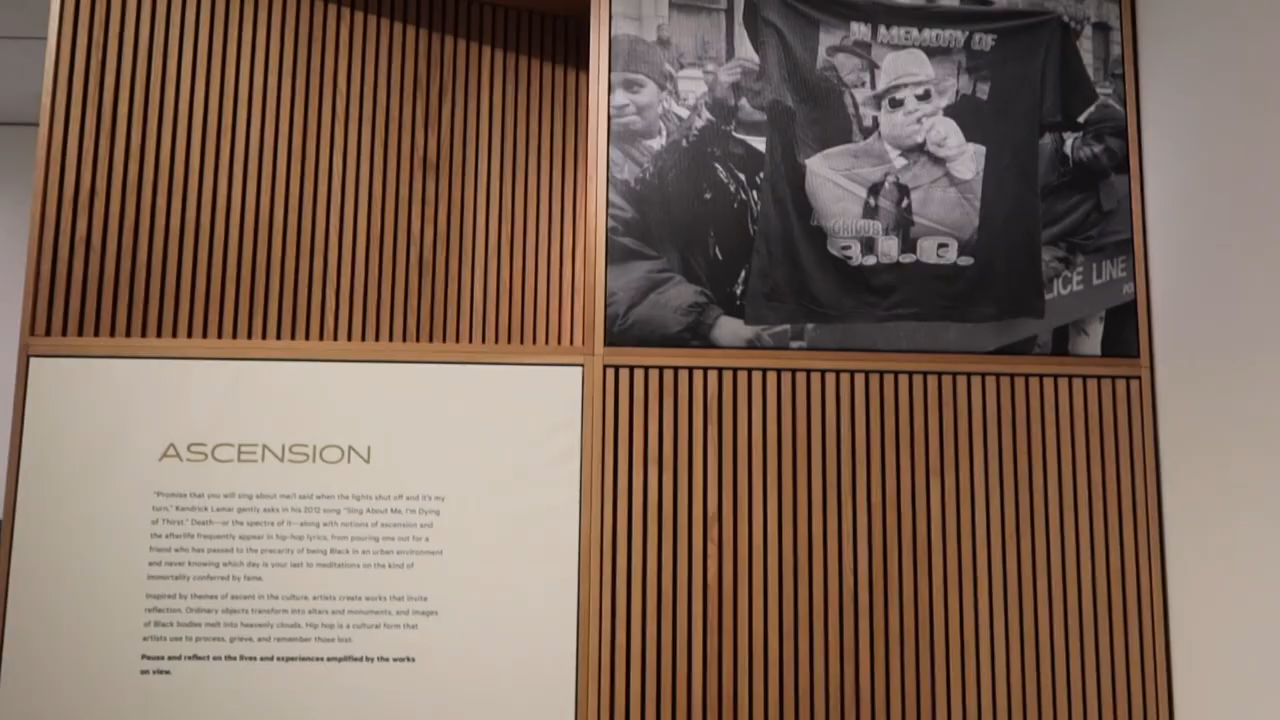 IN MEMORY OF
B.I.G.
LICE LINE
PO
ASCENSION
"Promise that you will sing about me/I said when the lights shut off and it's my
turn," Kendrick Lamar gently asks in his 2012 song "Sing About Me, I'm Dying
of Thirst." Death—or the spectre of it—along with notions of ascension and
the afterlife frequently appear in hip-hop lyrics, from pouring one out for a
friend who has passed to the precarity of being Black in an urban environment
and never knowing which day is your last to meditations on the kind of
immortality conferred by fame.
Inspired by themes of ascent in the culture, artists create works that invite
reflection. Ordinary objects transform into altars and monuments, and images
of Black bodies melt into heavenly clouds. Hip hop is a cultural form that
artists use to process, grieve, and remember those lost.
Pause and reflect on the lives and experiences amplified by the works
on view.